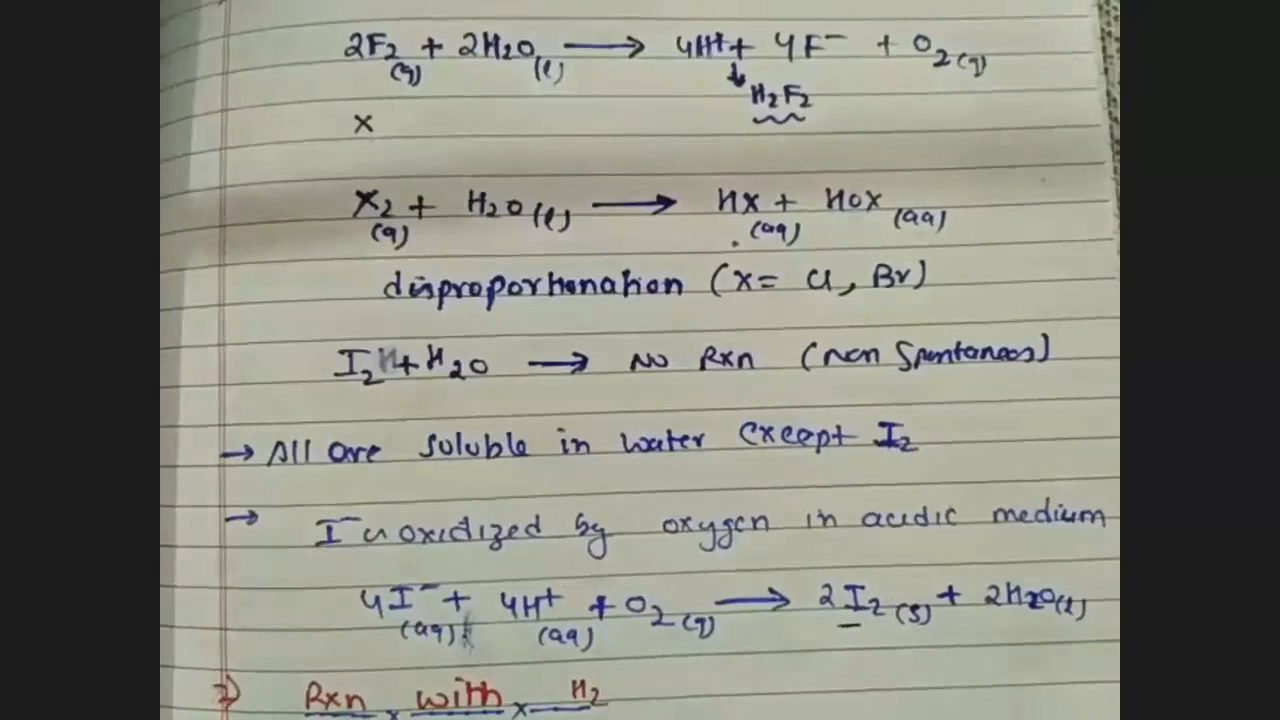 2F₂(g) + 2H₂O(l) ⟶ 4H⁺ + 4F⁻ + O₂(g)
↓
H₂F₂
x
X₂(g) + H₂O(l) ⟶ HX(aq) + HOX(aq)
disproportionation (X = Cl, Br)
I₂ + H₂O ⟶ NO Rxn (non Spontaneos)
→ All are soluble in water except I₂
→ I⁻ is oxidized by oxygen in acidic medium
4I⁻(aq) + 4H⁺(aq) + O₂(g) ⟶ 2I₂(s) + 2H₂O(l)
2) Rxn with H₂